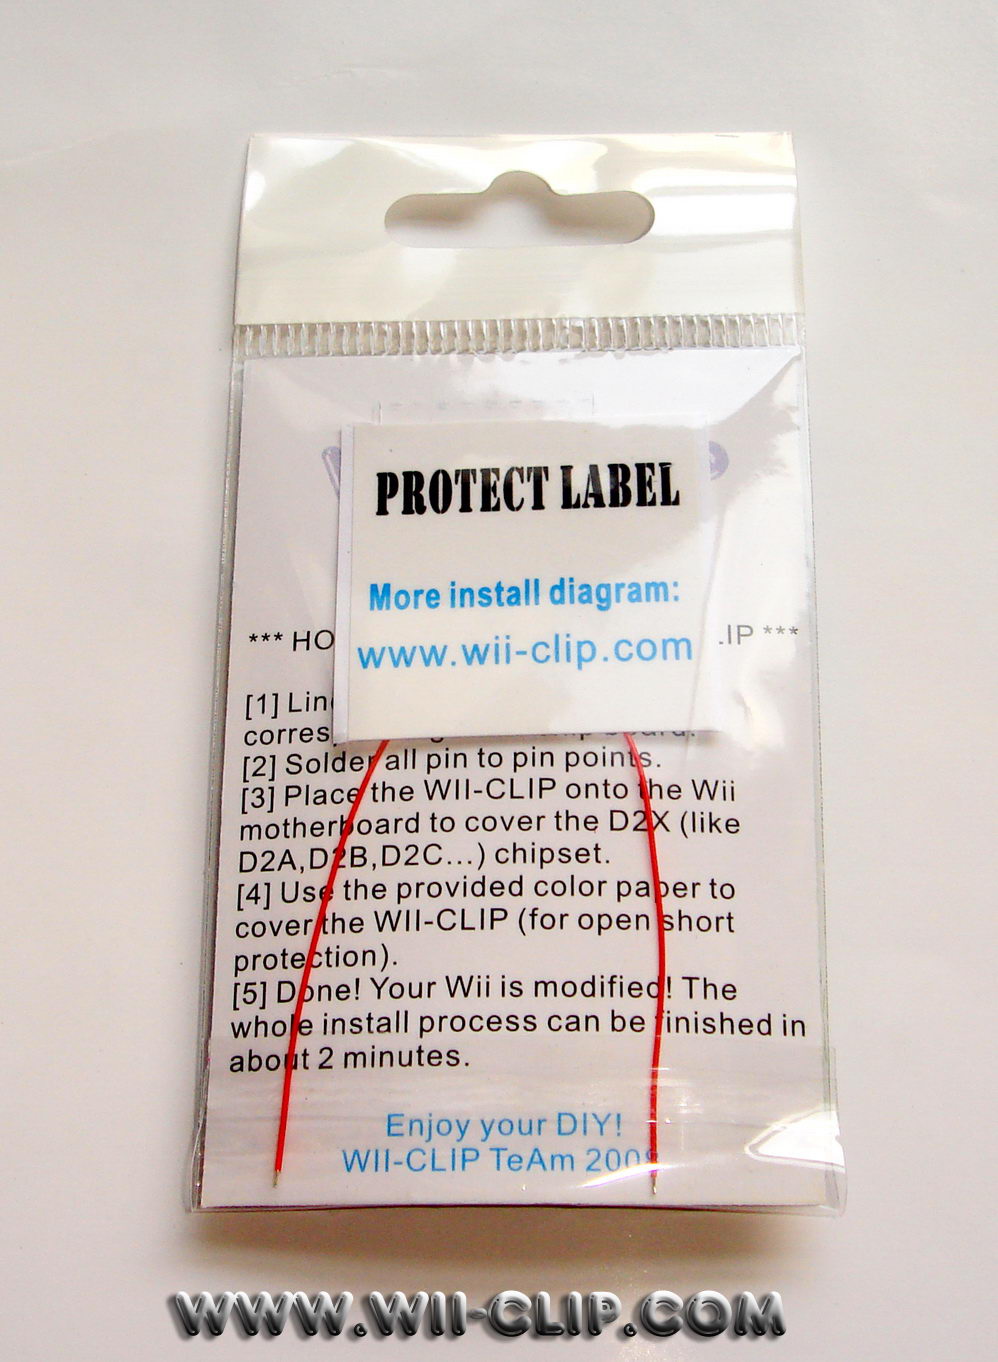 PROTECT LABEL
More install diagram:
www.wii-clip.com
*** HO .IP ***
[1] Lin
corres board.
[2] Solder all pin to pin points.
[3] Place the WII-CLIP onto the Wii
motherboard to cover the D2X (like
D2A,D2B,D2C...) chipset.
[4] Use the provided color paper to
cover the WII-CLIP (for open short
protection).
[5] Done! Your Wii is modified! The
whole install process can be finished in
about 2 minutes.
Enjoy your DIY!
WII-CLIP TeAm 200
WWW.WII-CLIP.COM